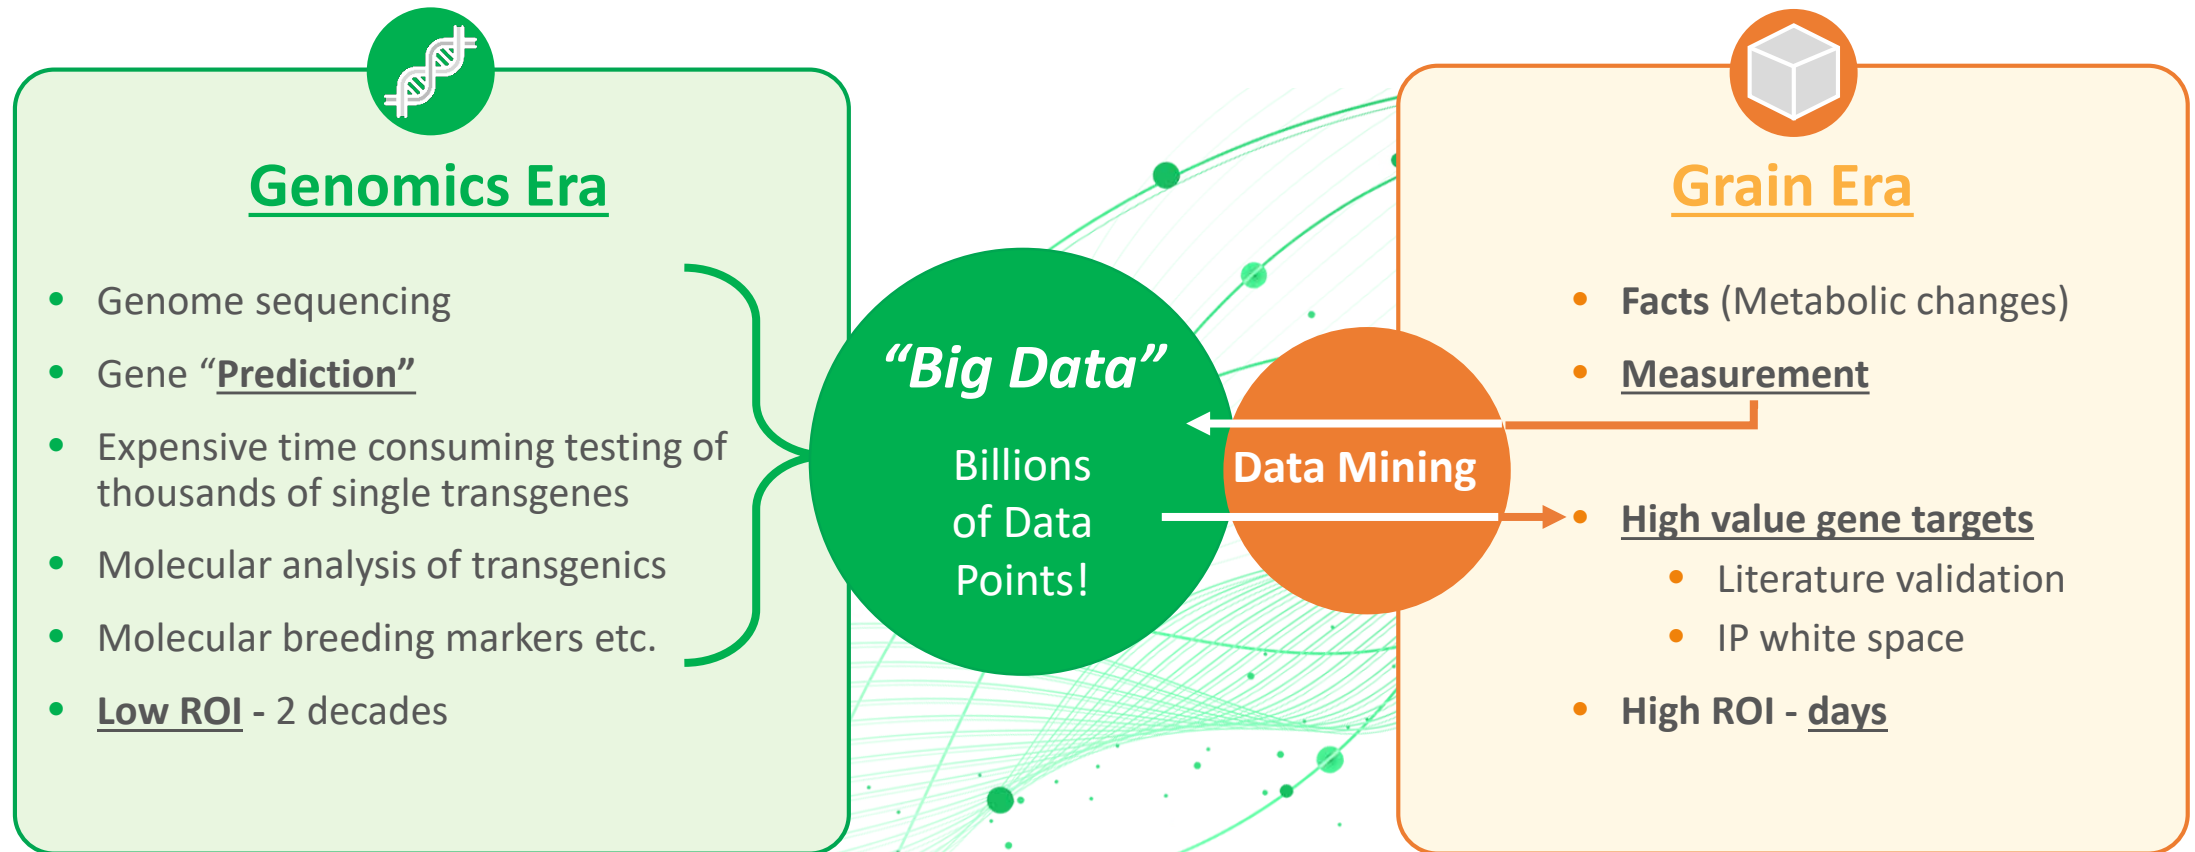 Genomics Era
• Genome sequencing
• Gene “Prediction”
• Expensive time consuming testing of
thousands of single transgenes
• Molecular analysis of transgenics
• Molecular breeding markers etc.
• Low ROI - 2 decades
“Big Data”
Billions
of Data
Points!
Data Mining
Grain Era
• Facts (Metabolic changes)
• Measurement
• High value gene targets
• Literature validation
• IP white space
• High ROI - days